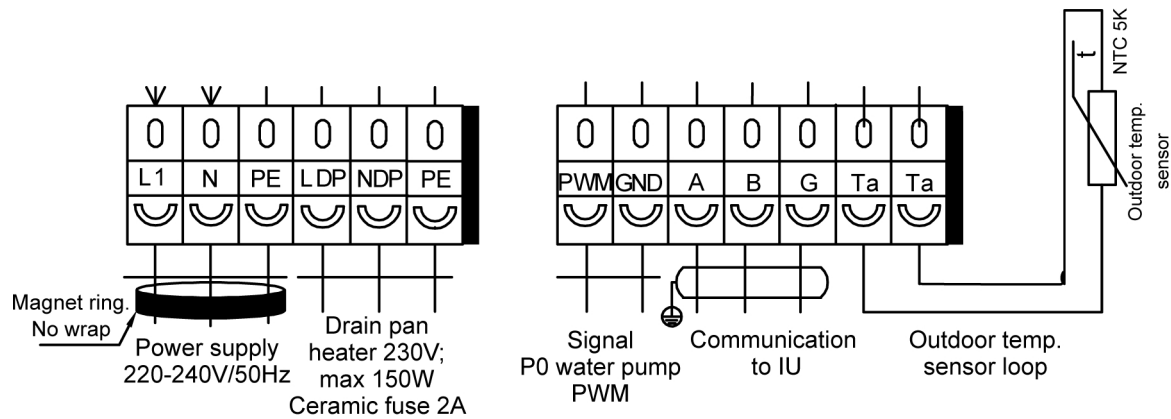 L1 N PE LDP NDP PE
PWM GND A B G Ta Ta
t
NTC 5K
Outdoor temp.
sensor
Magnet ring.
No wrap
Power supply
220-240V/50Hz
Drain pan
heater 230V;
max 150W
Ceramic fuse 2A
Signal
P0 water pump
PWM
Communication
to IU
Outdoor temp.
sensor loop